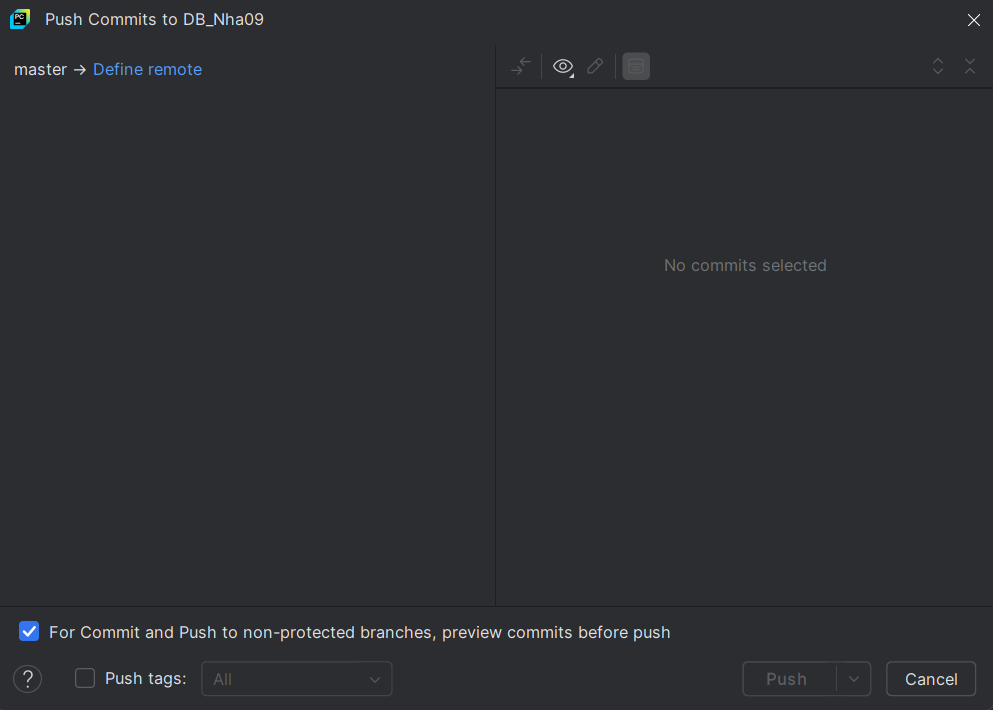 PC
Push Commits to DB_Nha09
master → Define remote
No commits selected
For Commit and Push to non-protected branches, preview commits before push
?
Push tags:
All
Push
Cancel